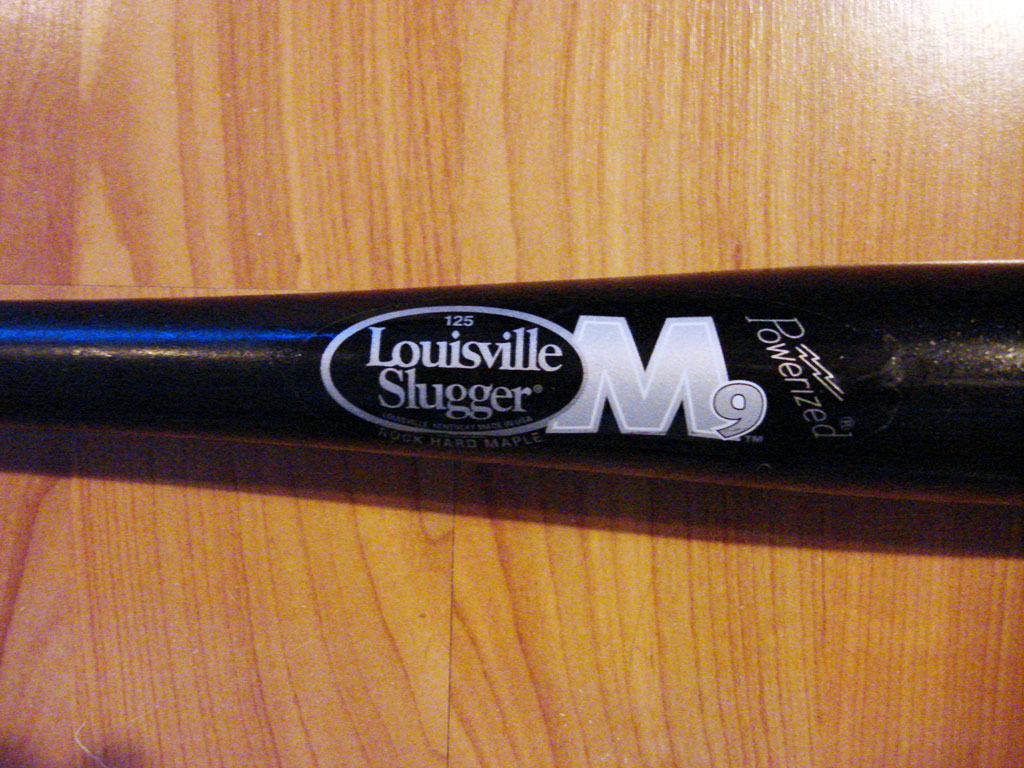 125
Louisville
Slugger®
LOUISVILLE, KENTUCKY MADE IN USA
ROCK HARD MAPLE
M9™
Powerized®